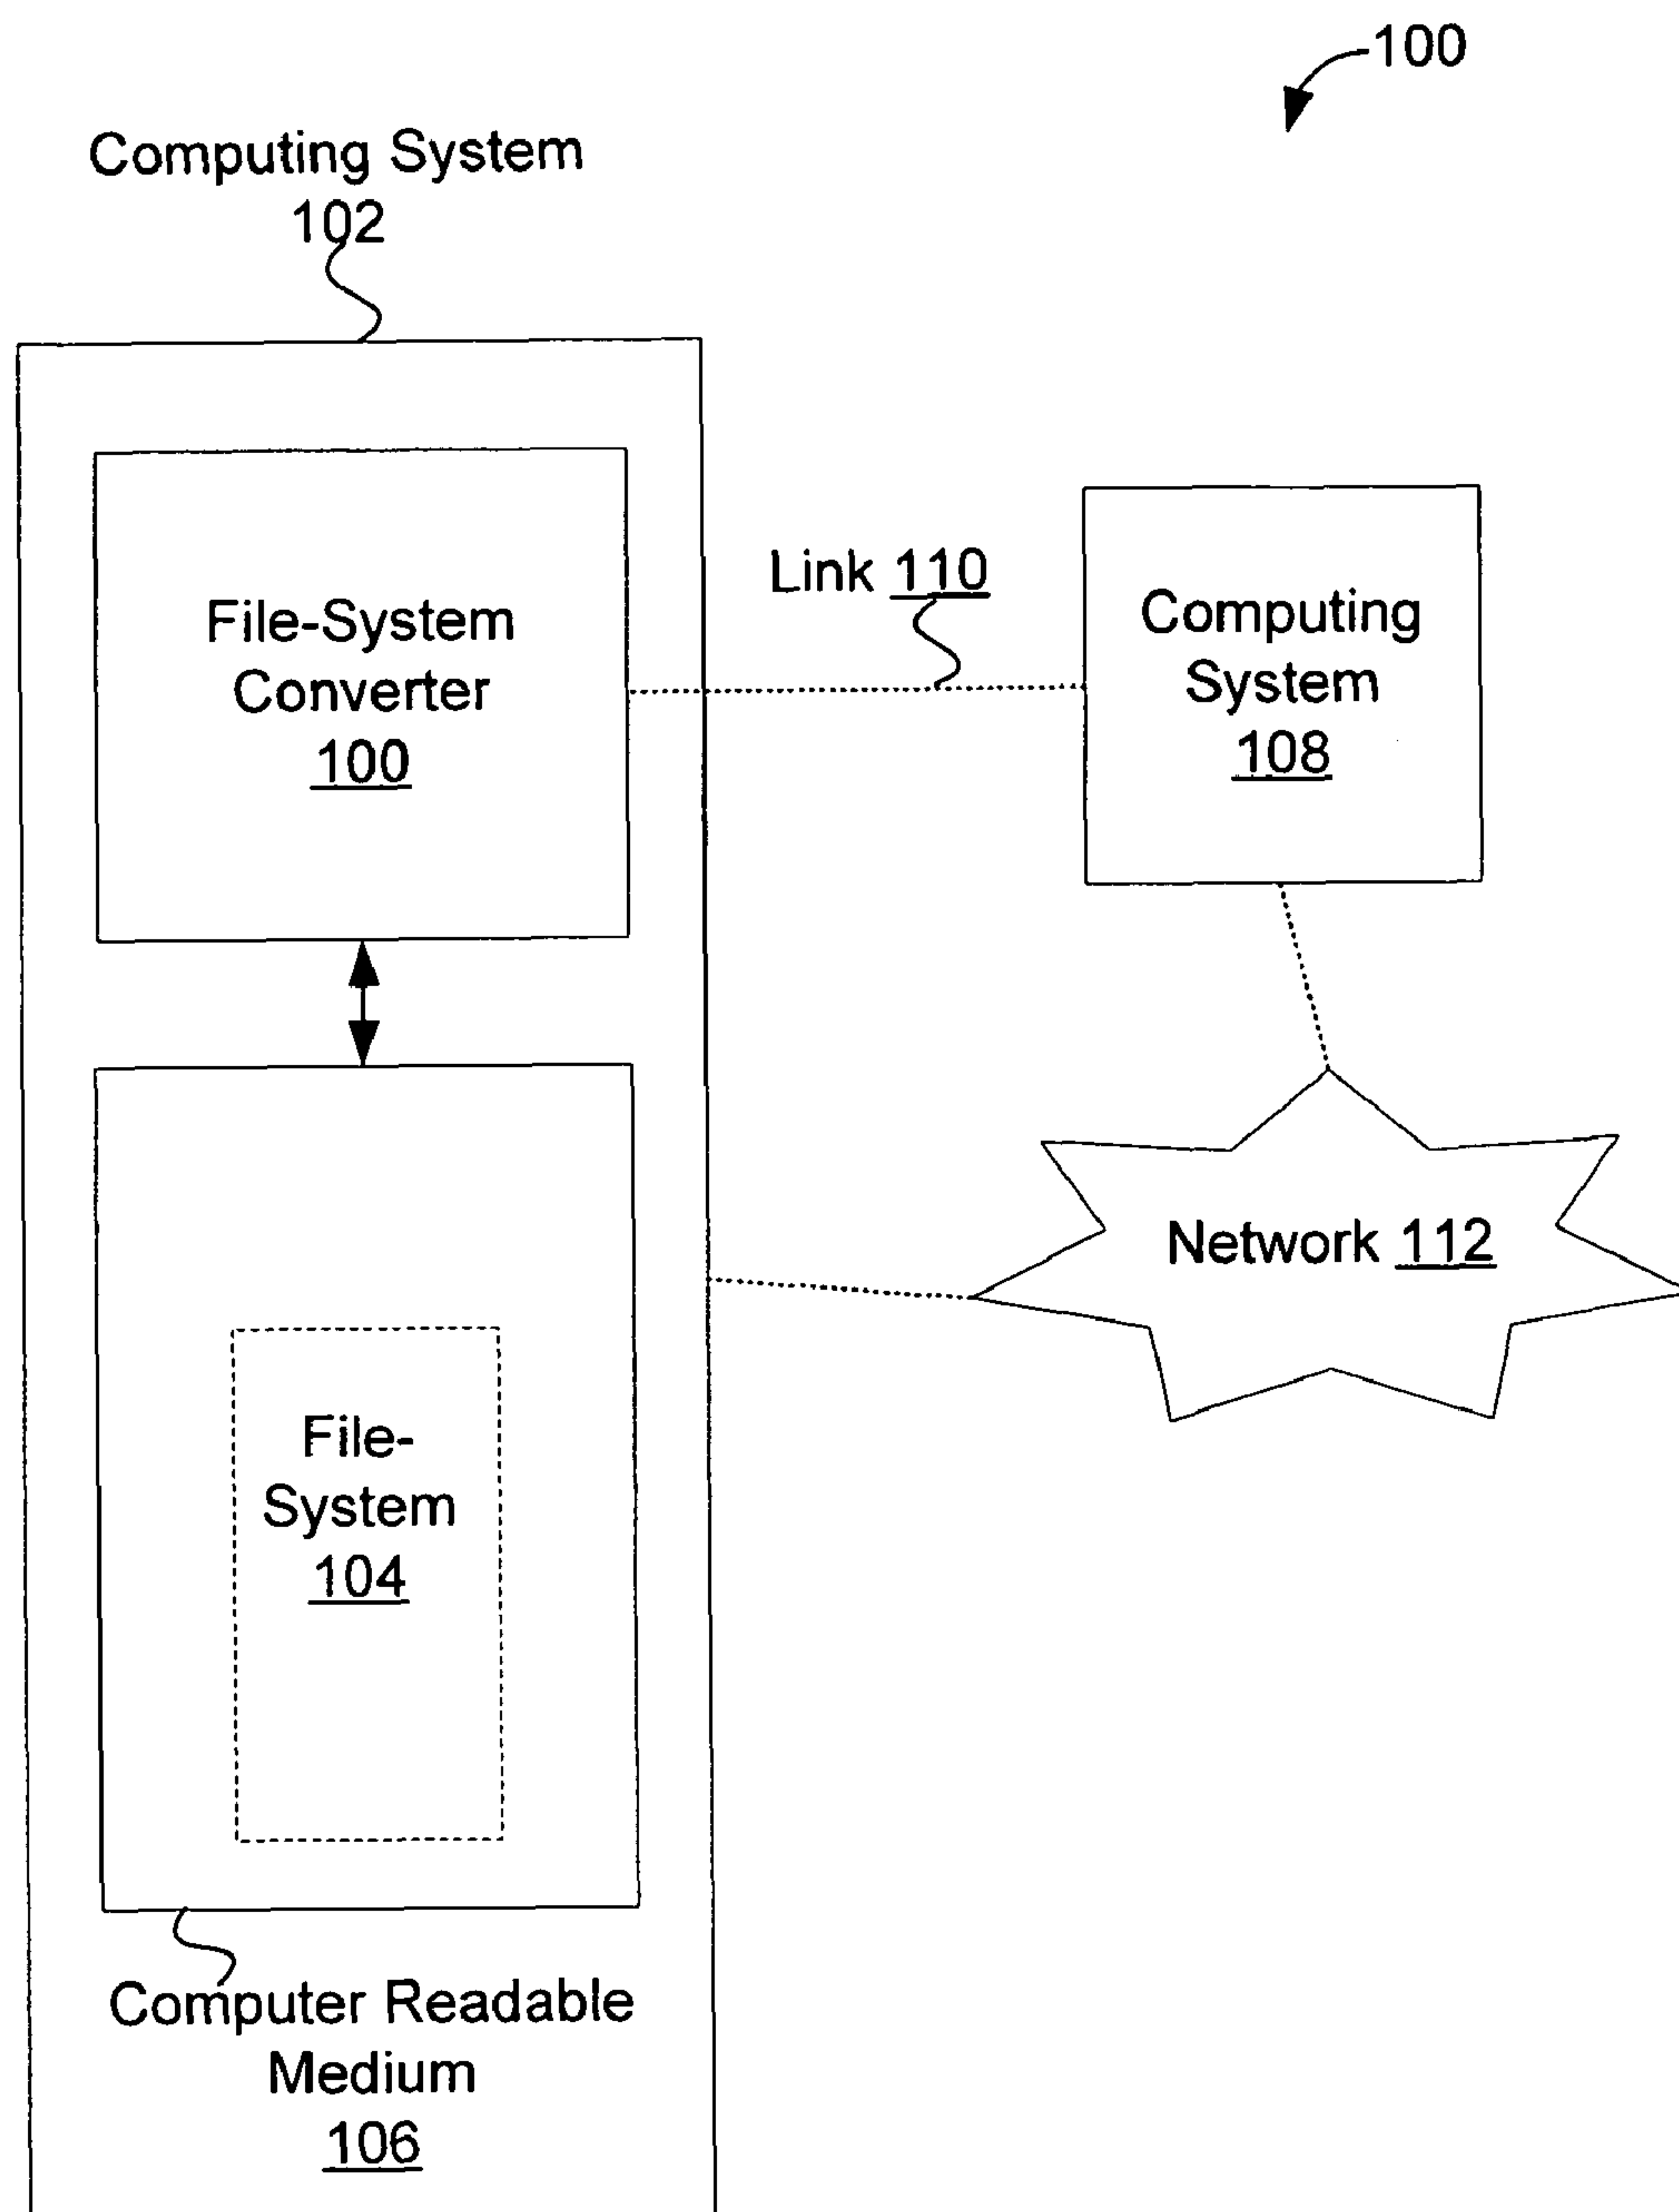 100
Computing System
102
File-System
Converter
100
Link 110
Computing
System
108
Network 112
File-
System
104
Computer Readable
Medium
106